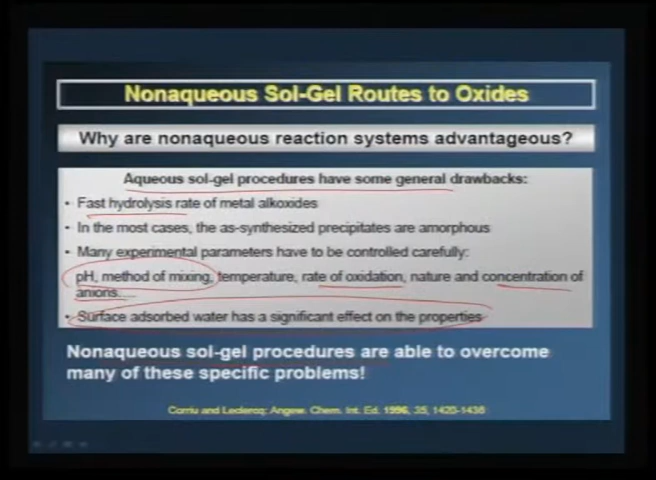 Nonaqueous Sol-Gel Routes to Oxides
Why are nonaqueous reaction systems advantageous?
Aqueous sol-gel procedures have some general drawbacks:
• Fast hydrolysis rate of metal alkoxides
• In the most cases, the as-synthesized precipitates are amorphous
• Many experimental parameters have to be controlled carefully:
pH, method of mixing, temperature, rate of oxidation, nature and concentration of
anions....
• Surface adsorbed water has a significant effect on the properties
Nonaqueous sol-gel procedures are able to overcome
many of these specific problems!
Corriu and Leclercq; Angew. Chem. Int. Ed. 1996, 35, 1420-1436